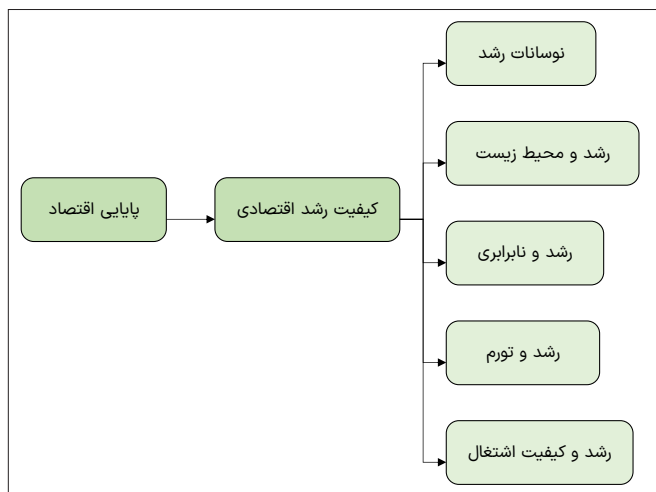 نوسانات رشد
رشد و محیط زیست
پایایی اقتصاد
کیفیت رشد اقتصادی
رشد و نابرابری
رشد و تورم
رشد و کیفیت اشتغال